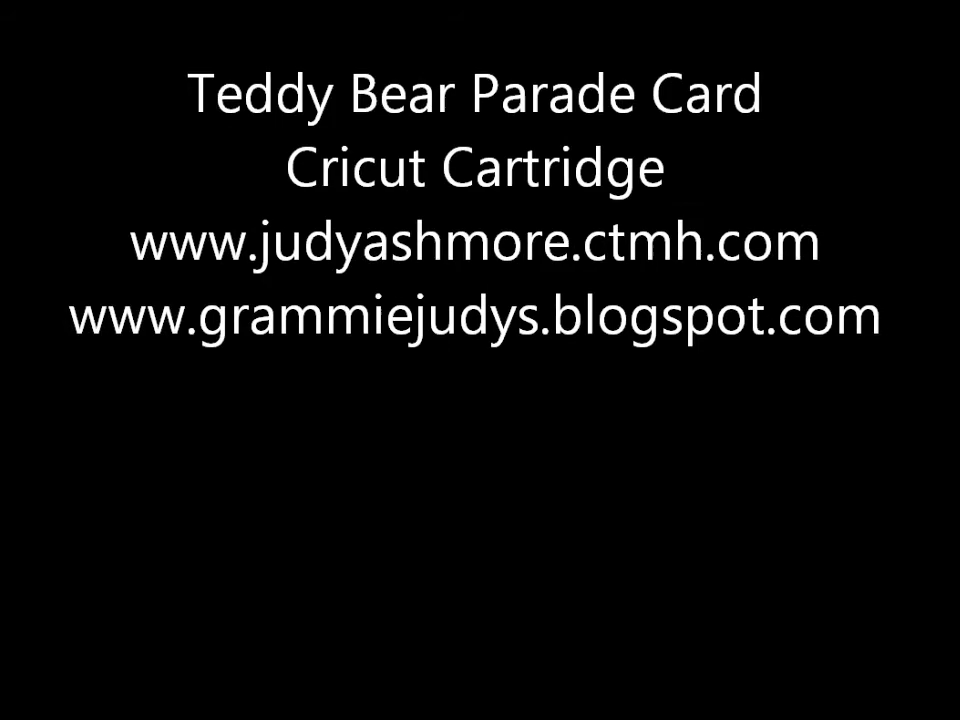 Teddy Bear Parade Card
Cricut Cartridge
www.judyashmore.ctmh.com
www.grammiejudys.blogspot.com